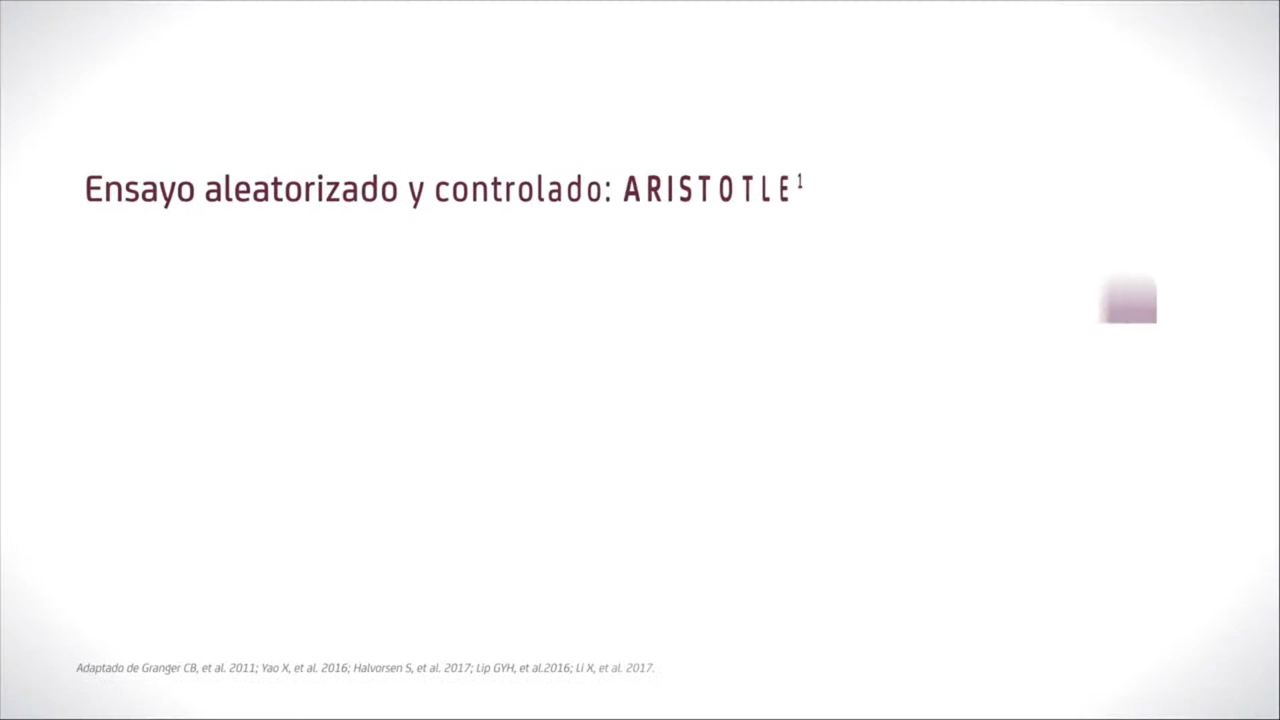 Ensayo aleatorizado y controlado: ARISTOTLE¹
Adaptado de Granger CB, et al. 2011; Yao X, et al. 2016; Halvorsen S, et al. 2017; Lip GYH, et al.2016; Li X, et al. 2017.